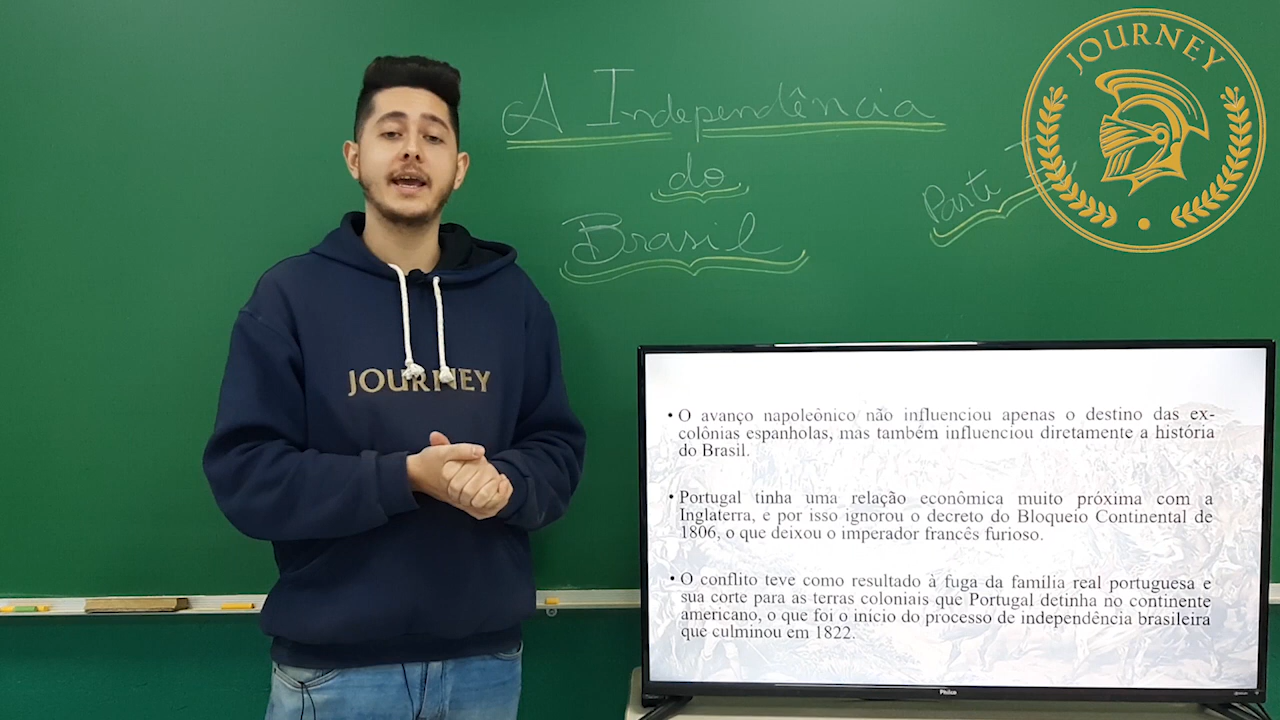 A Independência
do
Brasil
Parte
JOURNEY
JOURNEY
• O avanço napoleônico não influenciou apenas o destino das ex-
colônias espanholas, mas também influenciou diretamente a história
do Brasil.
• Portugal tinha uma relação econômica muito próxima com a
Inglaterra, e por isso ignorou o decreto do Bloqueio Continental de
1806, o que deixou o imperador francês furioso.
• O conflito teve como resultado à fuga da família real portuguesa e
sua corte para as terras coloniais que Portugal detinha no continente
americano, o que foi o início do processo de independência brasileira
que culminou em 1822.
Philco